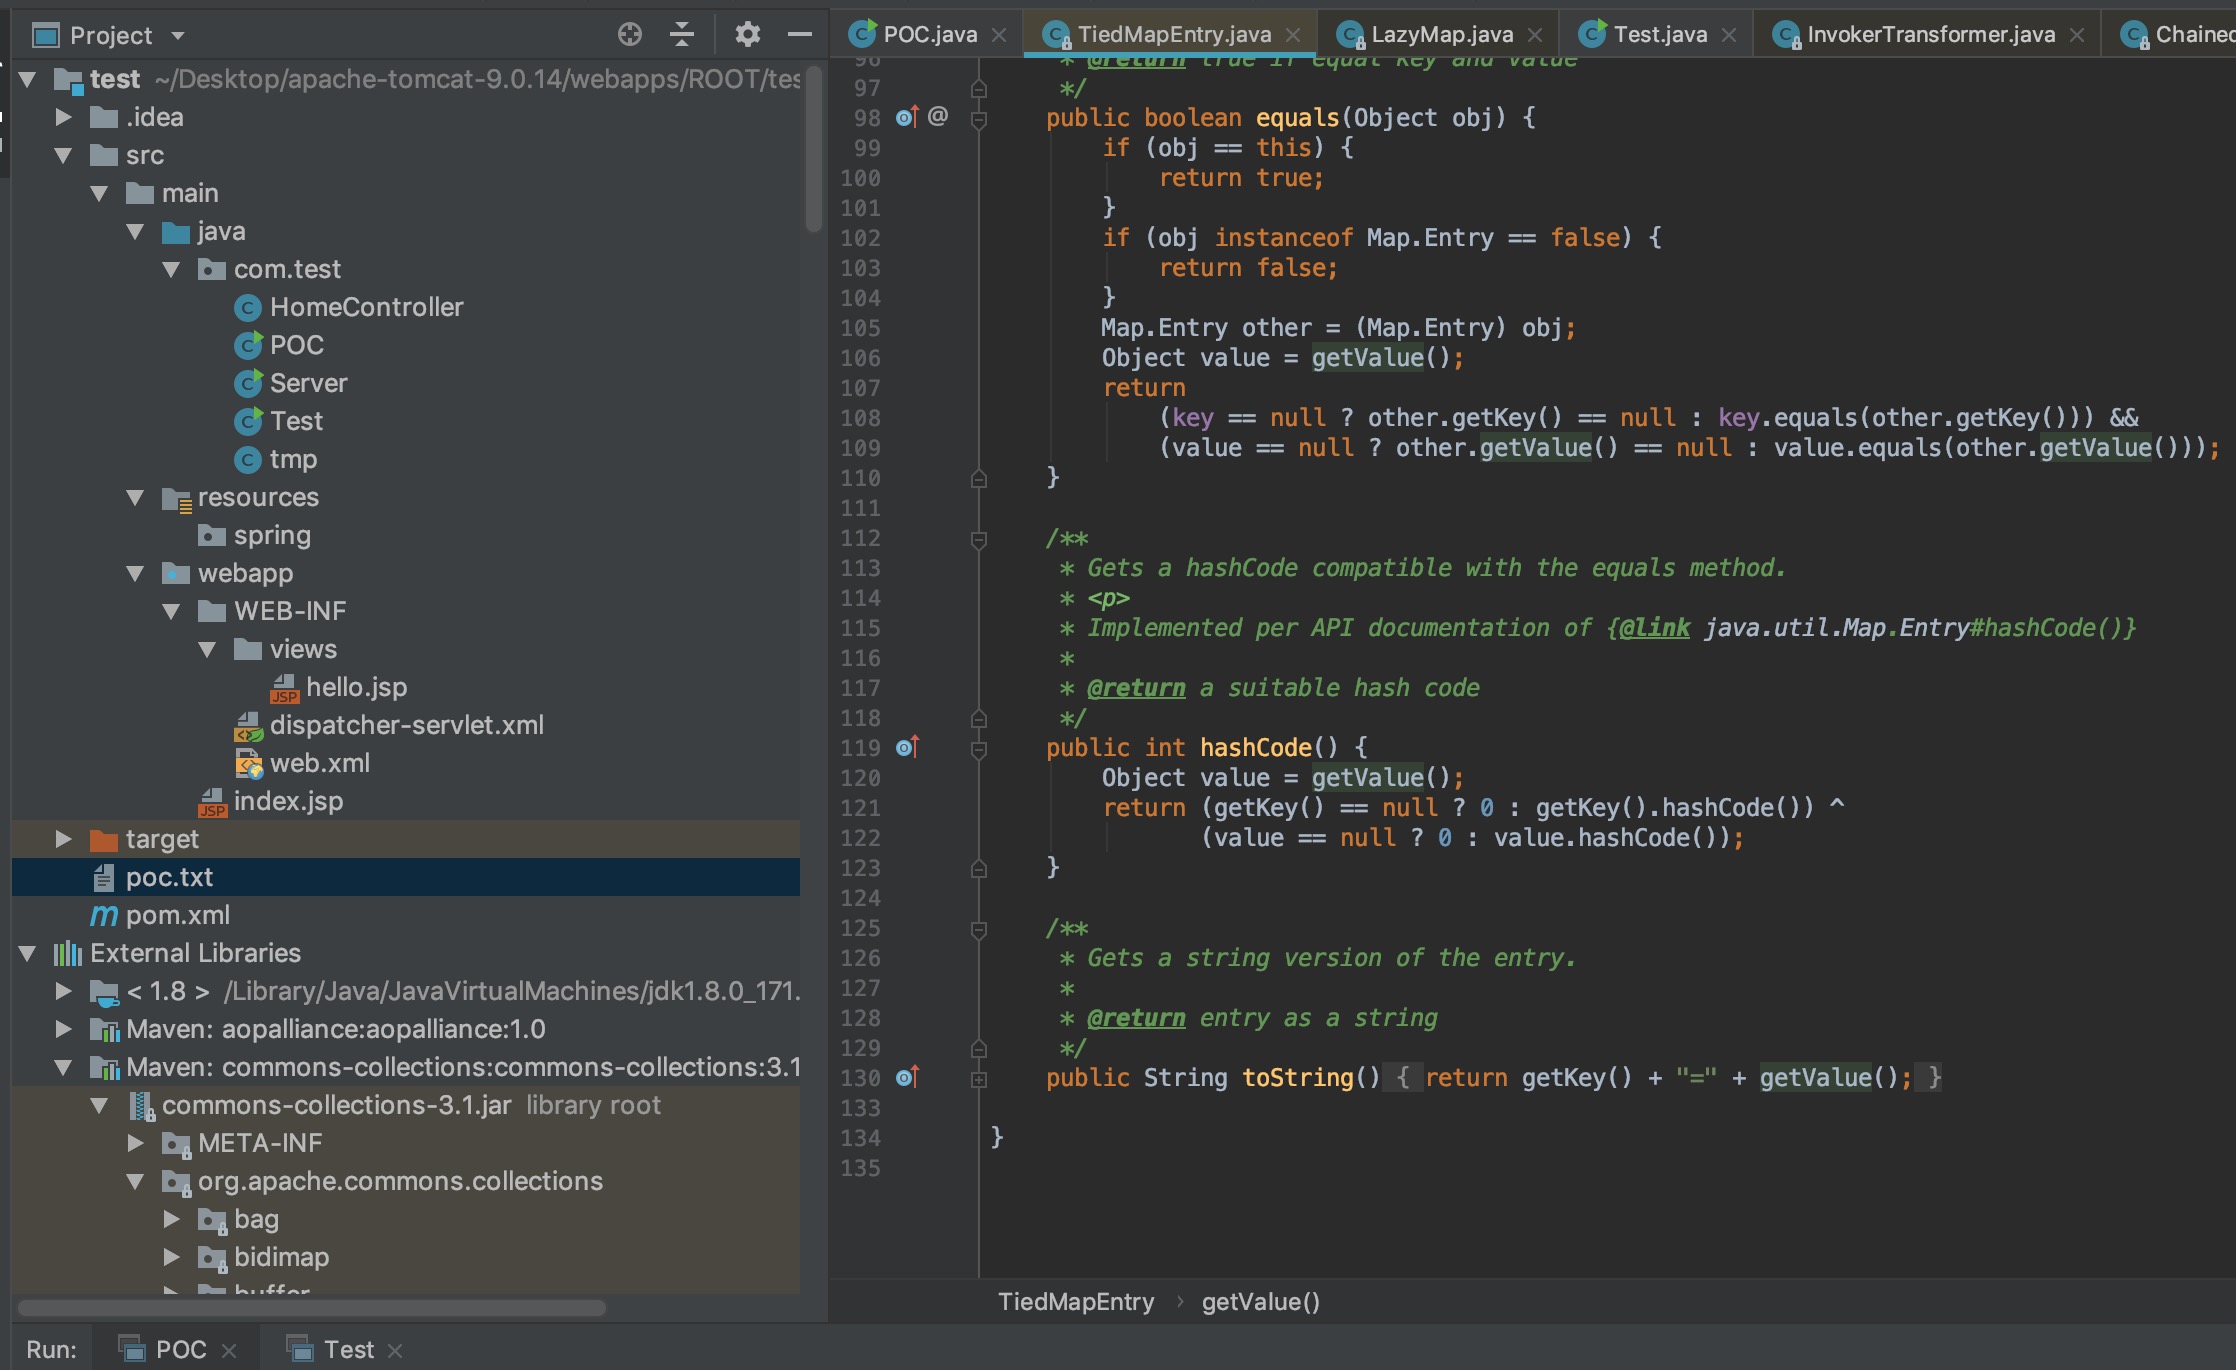 Project
test ~/Desktop/apache-tomcat-9.0.14/webapps/ROOT/tes
.idea
src
main
java
com.test
HomeController
POC
Server
Test
tmp
resources
spring
webapp
WEB-INF
views
hello.jsp
dispatcher-servlet.xml
web.xml
index.jsp
target
poc.txt
pom.xml
External Libraries
< 1.8 > /Library/Java/JavaVirtualMachines/jdk1.8.0_171.
Maven: aopalliance:aopalliance:1.0
Maven: commons-collections:commons-collections:3.1
commons-collections-3.1.jar library root
META-INF
org.apache.commons.collections
bag
bidimap
buffer
POC.java TiedMapEntry.java LazyMap.java Test.java InvokerTransformer.java Chained
96 * @return true if equal key and value
97 */
98 public boolean equals(Object obj) {
99 if (obj == this) {
100 return true;
101 }
102 if (obj instanceof Map.Entry == false) {
103 return false;
104 }
105 Map.Entry other = (Map.Entry) obj;
106 Object value = getValue();
107 return
108 (key == null ? other.getKey() == null : key.equals(other.getKey())) &&
109 (value == null ? other.getValue() == null : value.equals(other.getValue()));
110 }
111
112 /**
113 * Gets a hashCode compatible with the equals method.
114 * <p>
115 * Implemented per API documentation of {@link java.util.Map.Entry#hashCode()}
116 *
117 * @return a suitable hash code
118 */
119 public int hashCode() {
120 Object value = getValue();
121 return (getKey() == null ? 0 : getKey().hashCode()) ^
122 (value == null ? 0 : value.hashCode());
123 }
124
125 /**
126 * Gets a string version of the entry.
127 *
128 * @return entry as a string
129 */
130 public String toString() { return getKey() + "=" + getValue(); }
133
134 }
135
TiedMapEntry › getValue()
Run: POC Test